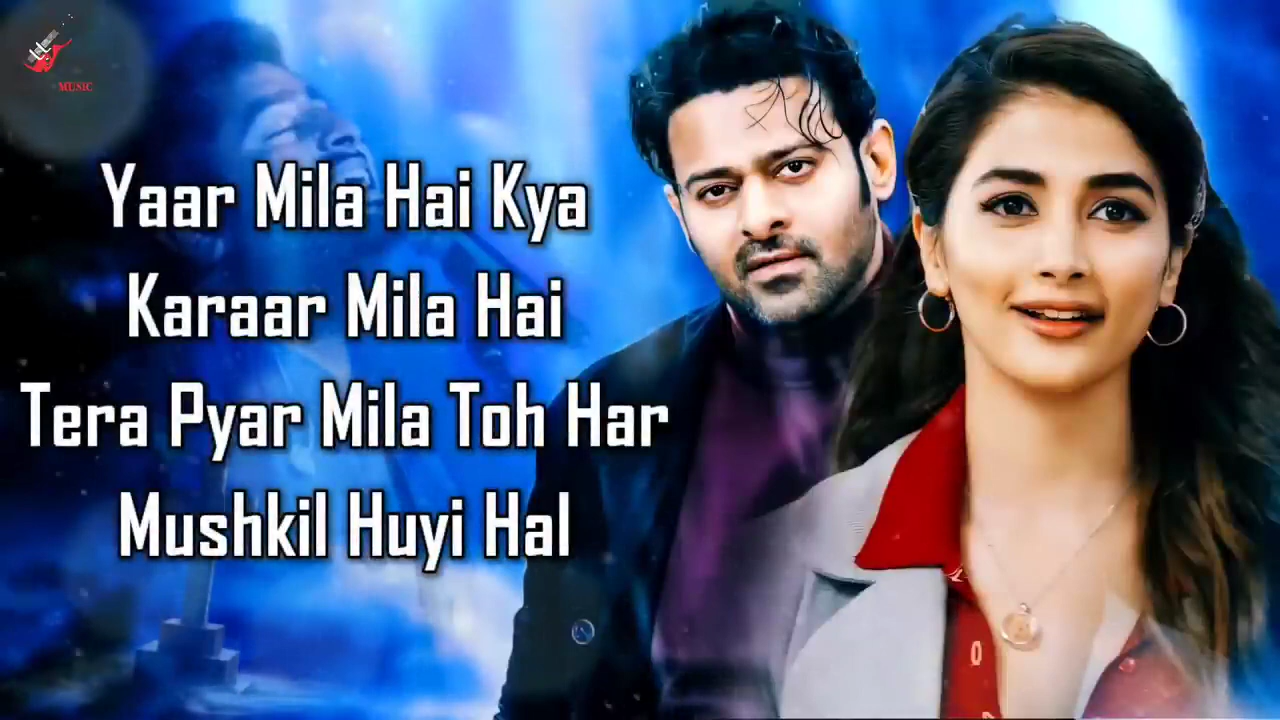 MUSIC
Yaar Mila Hai Kya
Karaar Mila Hai
Tera Pyar Mila Toh Har
Mushkil Huyi Hal